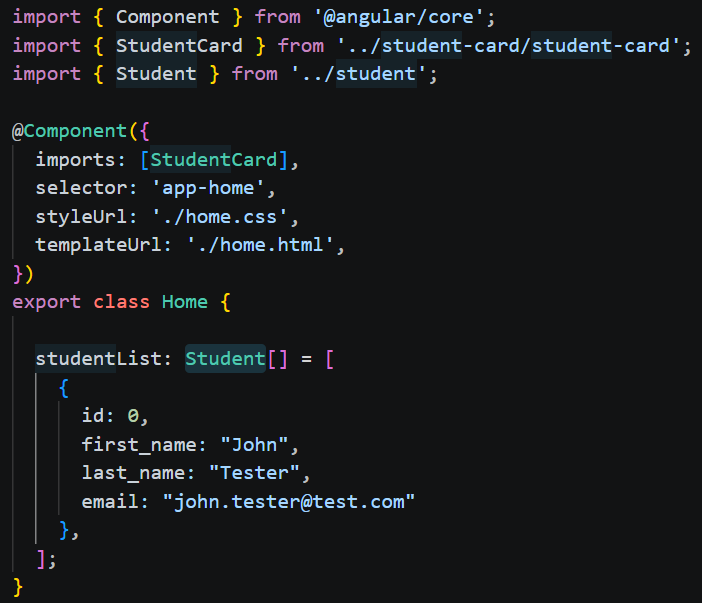 import { Component } from '@angular/core';
import { StudentCard } from '../student-card/student-card';
import { Student } from '../student';
@Component({
  imports: [StudentCard],
  selector: 'app-home',
  styleUrl: './home.css',
  templateUrl: './home.html',
})
export class Home {
  studentList: Student[] = [
    {
      id: 0,
      first_name: "John",
      last_name: "Tester",
      email: "john.tester@test.com"
    },
  ];
}